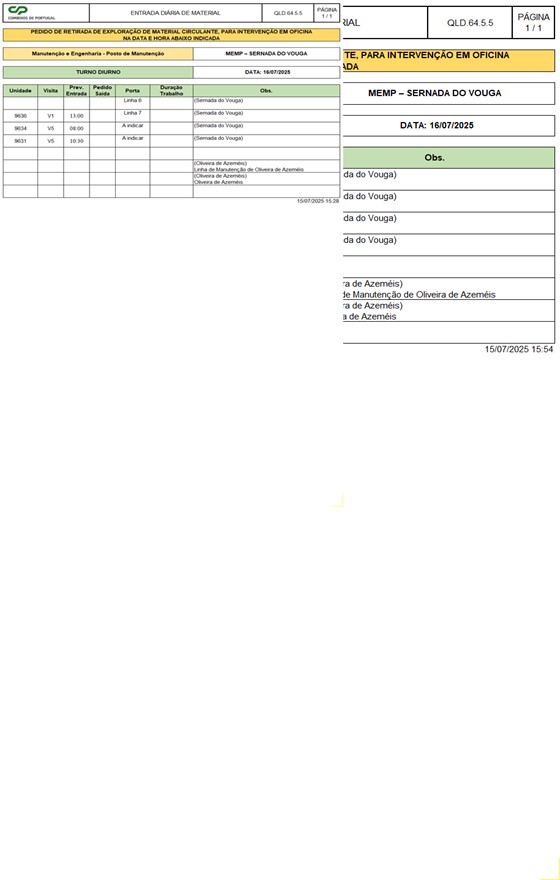 CP
COMBOIOS DE PORTUGAL
ENTRADA DIÁRIA DE MATERIAL
QLD.64.5.5
PÁGINA
1 / 1
PEDIDO DE RETIRADA DE EXPLORAÇÃO DE MATERIAL CIRCULANTE, PARA INTERVENÇÃO EM OFICINA
NA DATA E HORA ABAIXO INDICADA
Manutenção e Engenharia - Posto de Manutenção
MEMP – SERNADA DO VOUGA
TURNO DIURNO
DATA: 16/07/2025
Unidade Visita Prev. Entrada Pedido Saída Porta Duração Trabalho Obs.
Linha 6 (Sernada do Vouga)
9630 V1 13:00 Linha 7 (Sernada do Vouga)
9634 V5 08:00 A indicar (Sernada do Vouga)
9631 V5 10:30 A indicar (Sernada do Vouga)
(Oliveira de Azeméis)
Linha de Manutenção de Oliveira de Azeméis
(Oliveira de Azeméis)
Oliveira de Azeméis
15/07/2025 15:28
RIAL
QLD.64.5.5
PÁGINA
1 / 1
TE, PARA INTERVENÇÃO EM OFICINA
ADA
MEMP – SERNADA DO VOUGA
DATA: 16/07/2025
Obs.
da do Vouga)
da do Vouga)
da do Vouga)
da do Vouga)
ra de Azeméis)
de Manutenção de Oliveira de Azeméis
ra de Azeméis)
a de Azeméis
15/07/2025 15:54